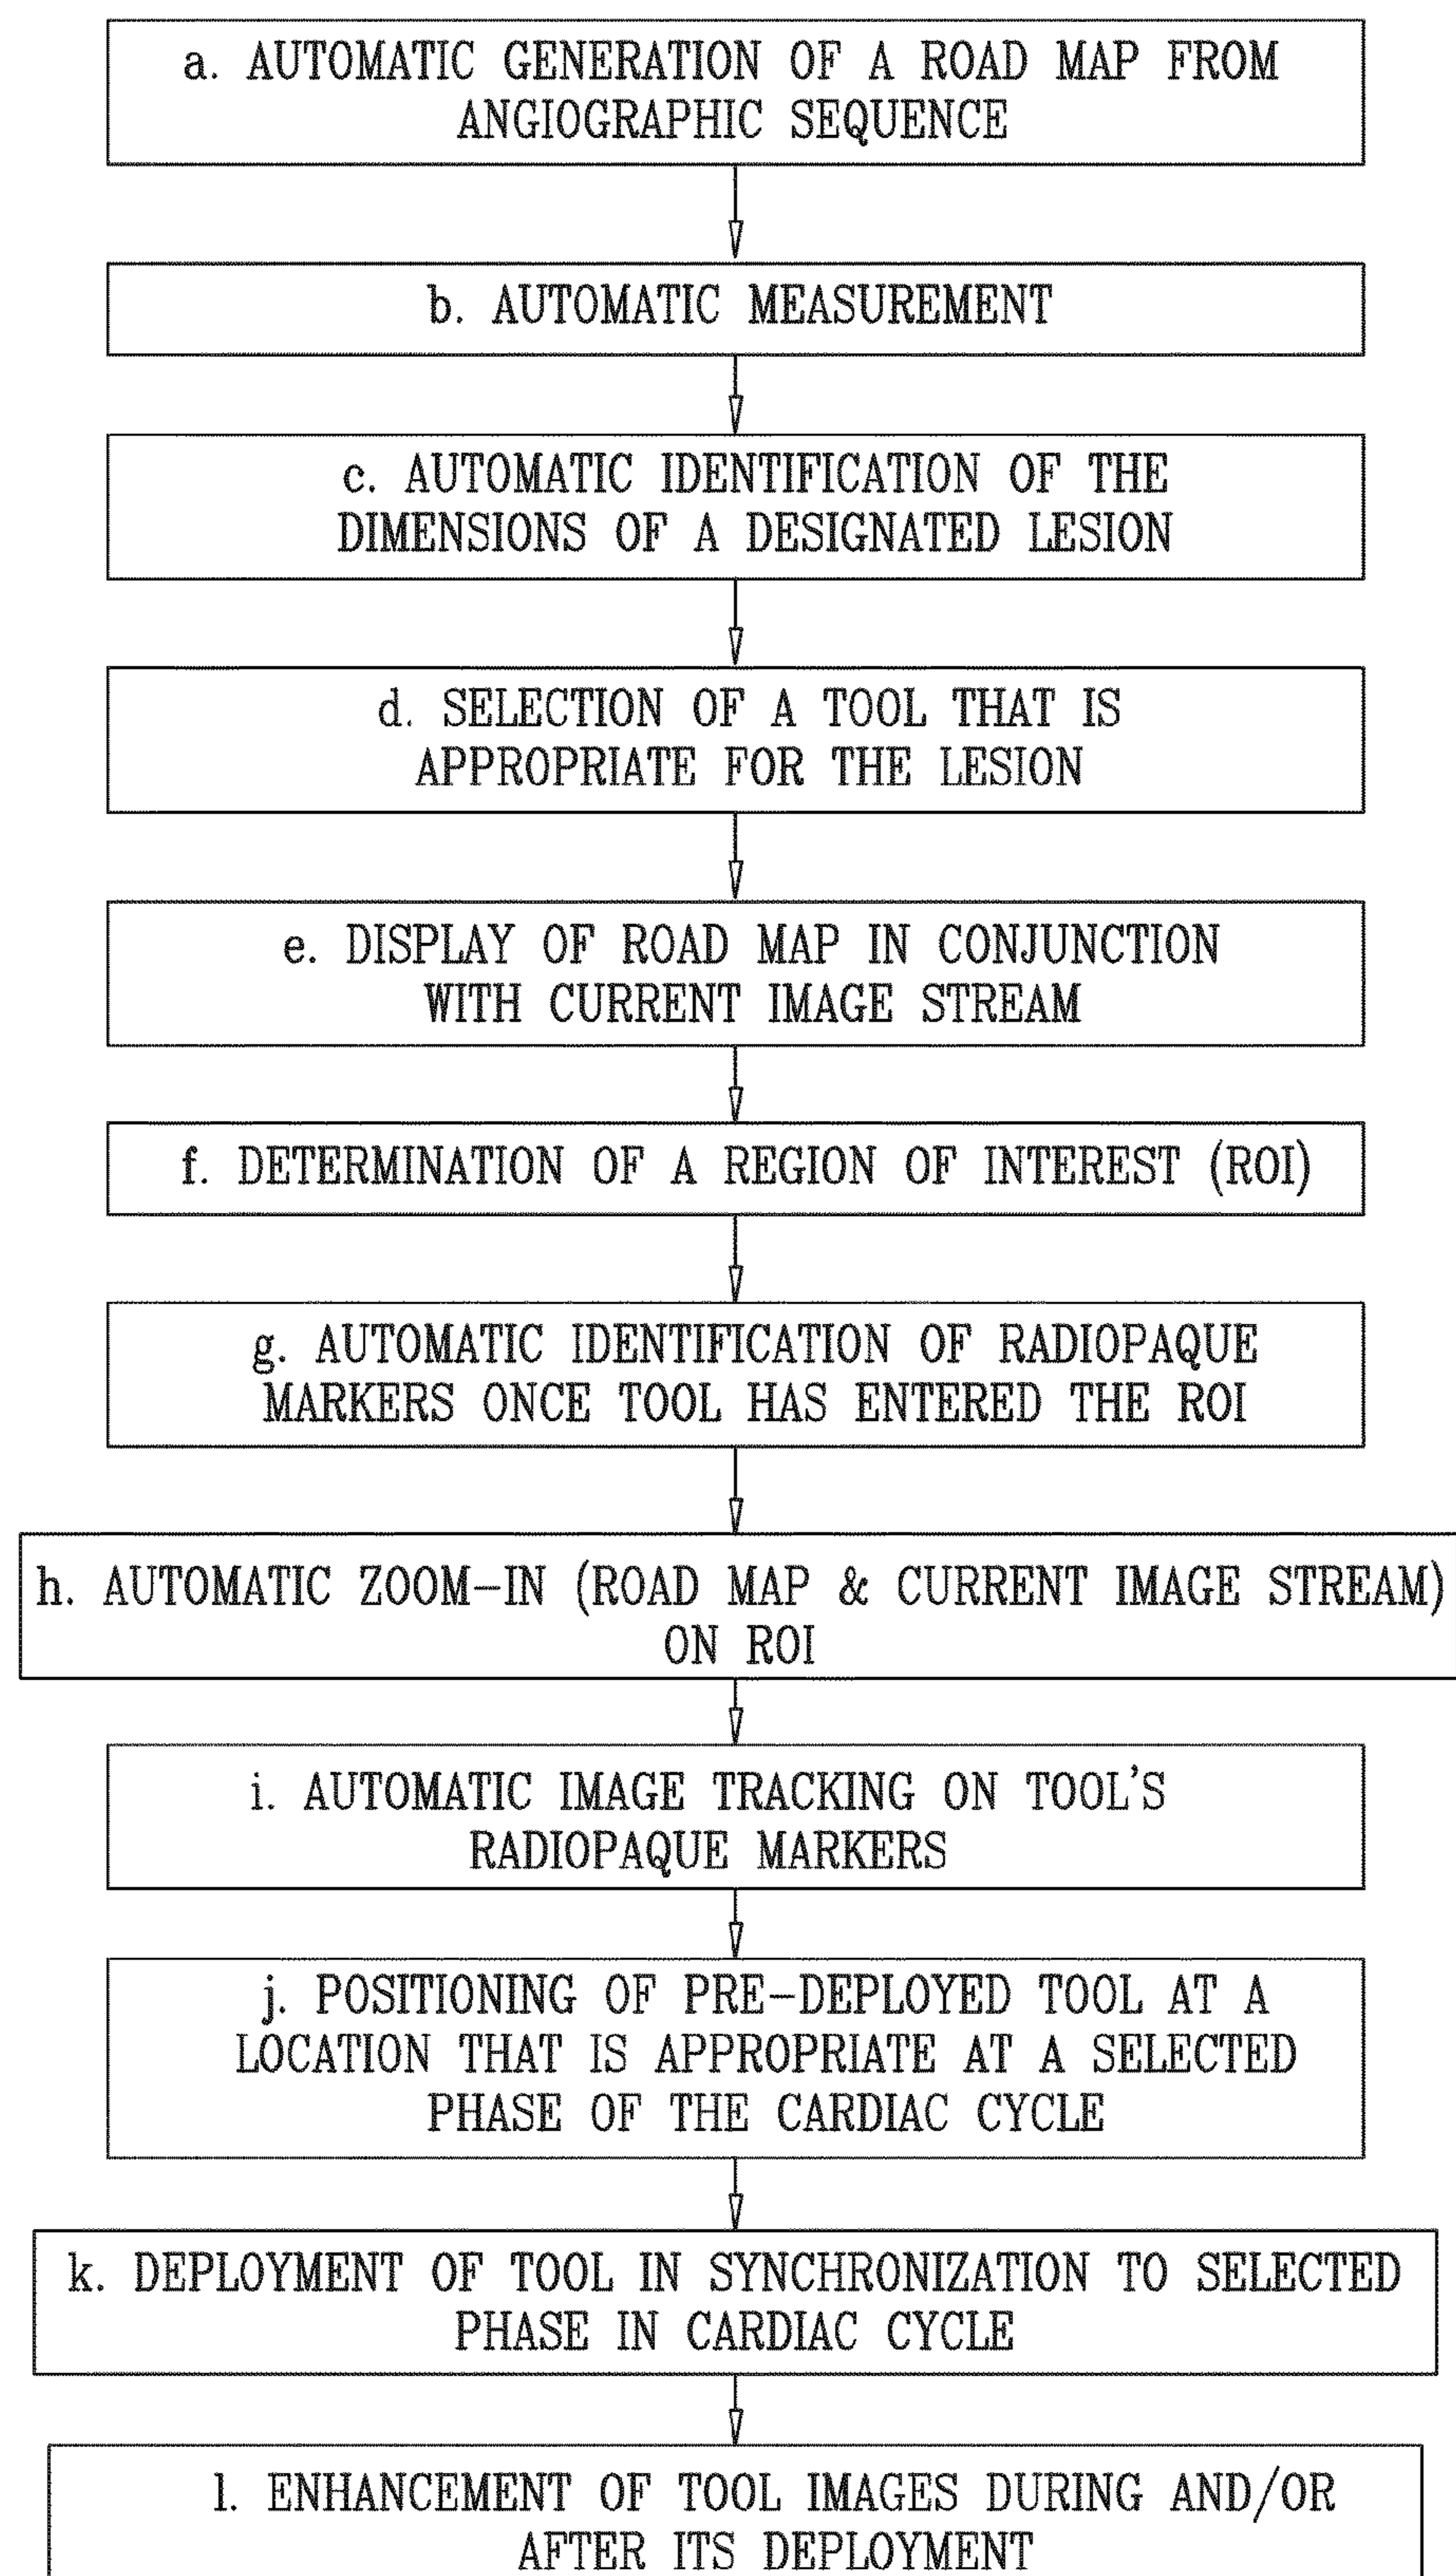 a. AUTOMATIC GENERATION OF A ROAD MAP FROM
ANGIOGRAPHIC SEQUENCE
b. AUTOMATIC MEASUREMENT
c. AUTOMATIC IDENTIFICATION OF THE
DIMENSIONS OF A DESIGNATED LESION
d. SELECTION OF A TOOL THAT IS
APPROPRIATE FOR THE LESION
e. DISPLAY OF ROAD MAP IN CONJUNCTION
WITH CURRENT IMAGE STREAM
f. DETERMINATION OF A REGION OF INTEREST (ROI)
g. AUTOMATIC IDENTIFICATION OF RADIOPAQUE
MARKERS ONCE TOOL HAS ENTERED THE ROI
h. AUTOMATIC ZOOM-IN (ROAD MAP & CURRENT IMAGE STREAM)
ON ROI
i. AUTOMATIC IMAGE TRACKING ON TOOL'S
RADIOPAQUE MARKERS
j. POSITIONING OF PRE-DEPLOYED TOOL AT A
LOCATION THAT IS APPROPRIATE AT A SELECTED
PHASE OF THE CARDIAC CYCLE
k. DEPLOYMENT OF TOOL IN SYNCHRONIZATION TO SELECTED
PHASE IN CARDIAC CYCLE
l. ENHANCEMENT OF TOOL IMAGES DURING AND/OR
AFTER ITS DEPLOYMENT